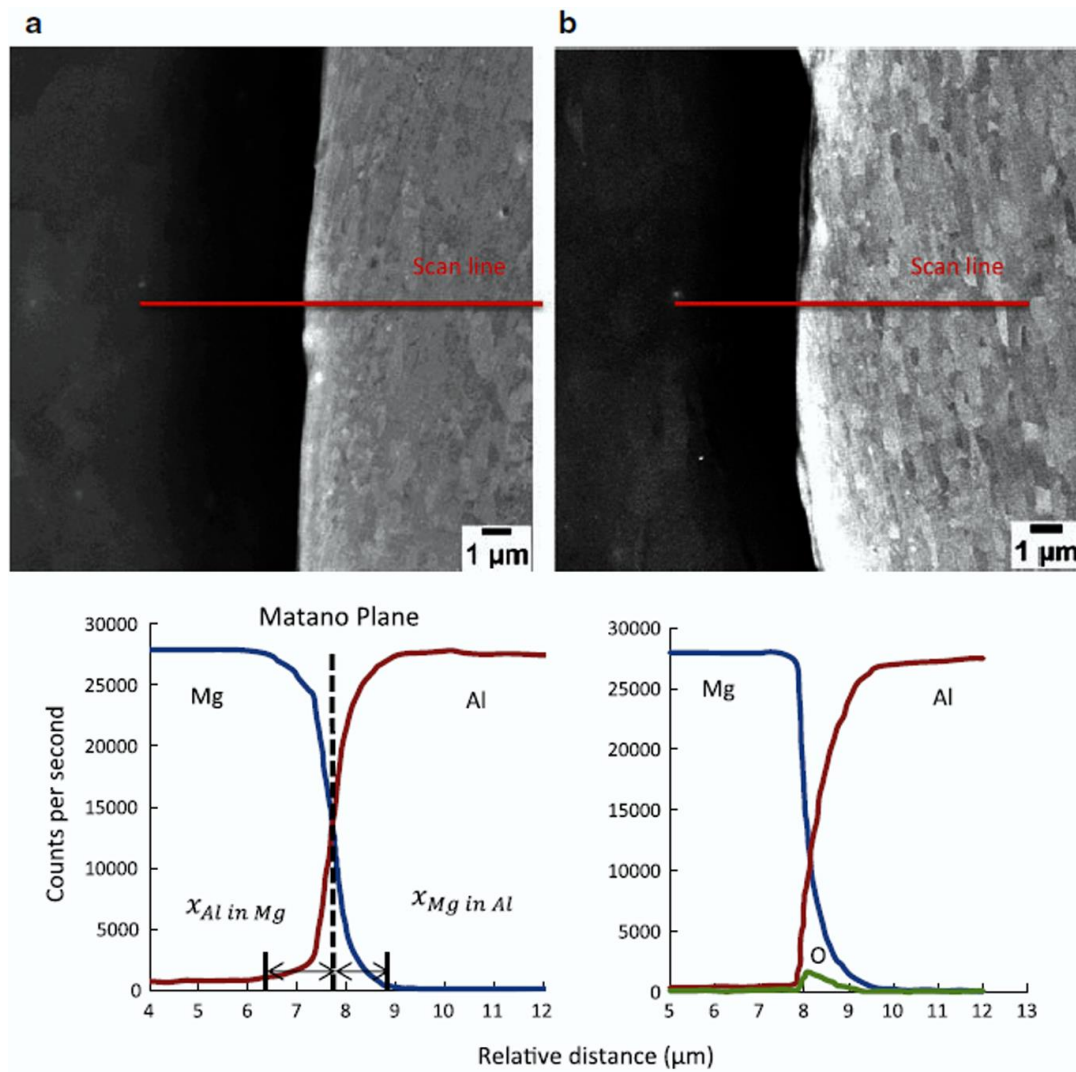 a
b
Scan line
Scan line
1 µm
1 µm
Matano Plane
30000
25000
20000
15000
10000
5000
0
Mg
Al
x Al in Mg
x Mg in Al
4 5 6 7 8 9 10 11 12
Counts per second
30000
25000
20000
15000
10000
5000
0
Mg
Al
O
5 6 7 8 9 10 11 12 13
Relative distance (µm)